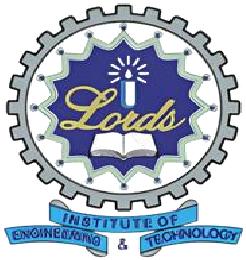 Lords
INSTITUTE OF
ENGINEERING & TECHNOLOGY